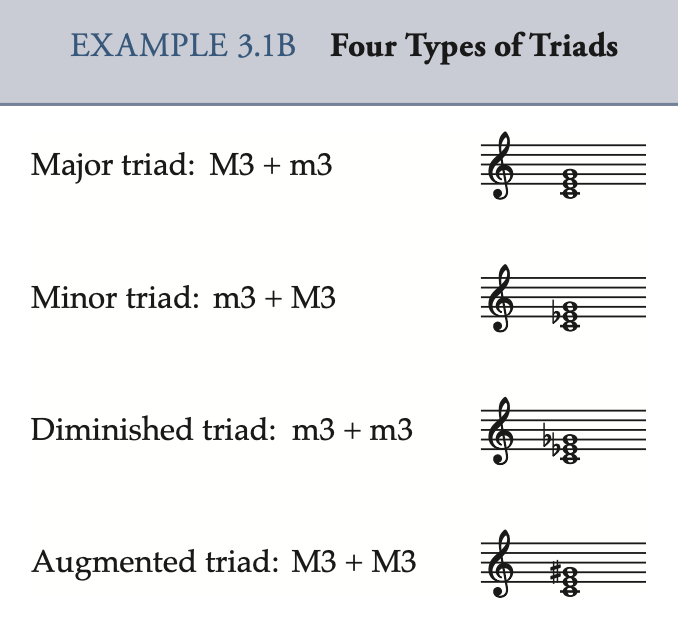 EXAMPLE 3.1B Four Types of Triads
Major triad: M3 + m3
Minor triad: m3 + M3
Diminished triad: m3 + m3
Augmented triad: M3 + M3